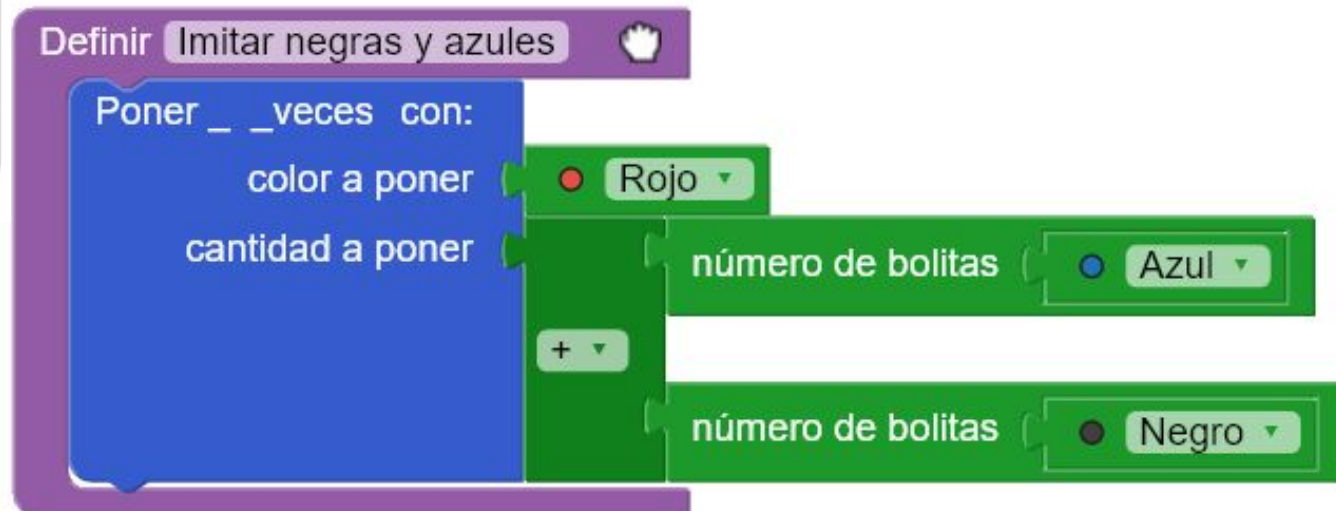 Definir Imitar negras y azules
Poner _ _veces con:
color a poner Rojo
cantidad a poner
número de bolitas Azul
+
número de bolitas Negro